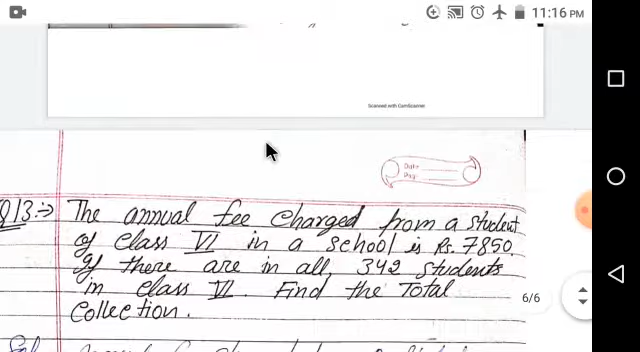 11:16 PM
Scanned with CamScanner
Date
Day:
Q13:⇒ The annual fee charged from a student
of class VI in a school is Rs. 7850.
If there are in all, 342 students
in class VI. Find the Total
Collection.
6/6